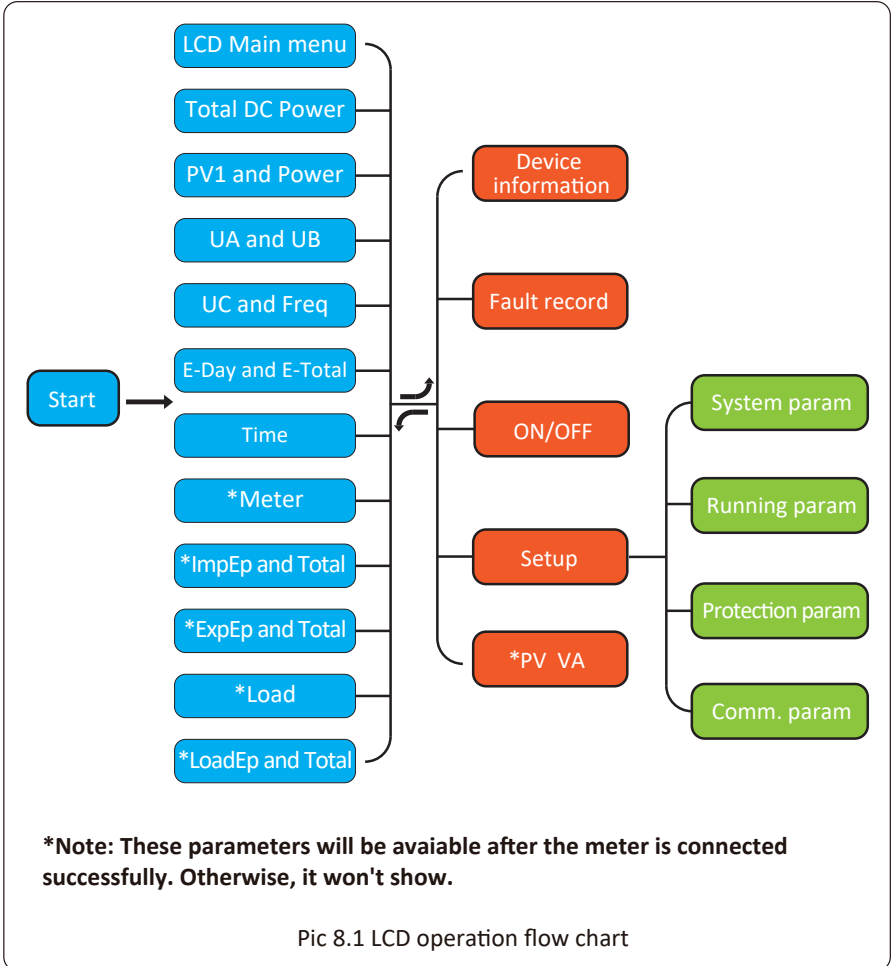 LCD Main menu
Total DC Power
PV1 and Power
UA and UB
UC and Freq
E-Day and E-Total
Time
*Meter
*ImpEp and Total
*ExpEp and Total
*Load
*LoadEp and Total
Start
Device
information
Fault record
ON/OFF
Setup
*PV VA
System param
Running param
Protection param
Comm. param
*Note: These parameters will be avaiable after the meter is connected
successfully. Otherwise, it won't show.
Pic 8.1 LCD operation flow chart